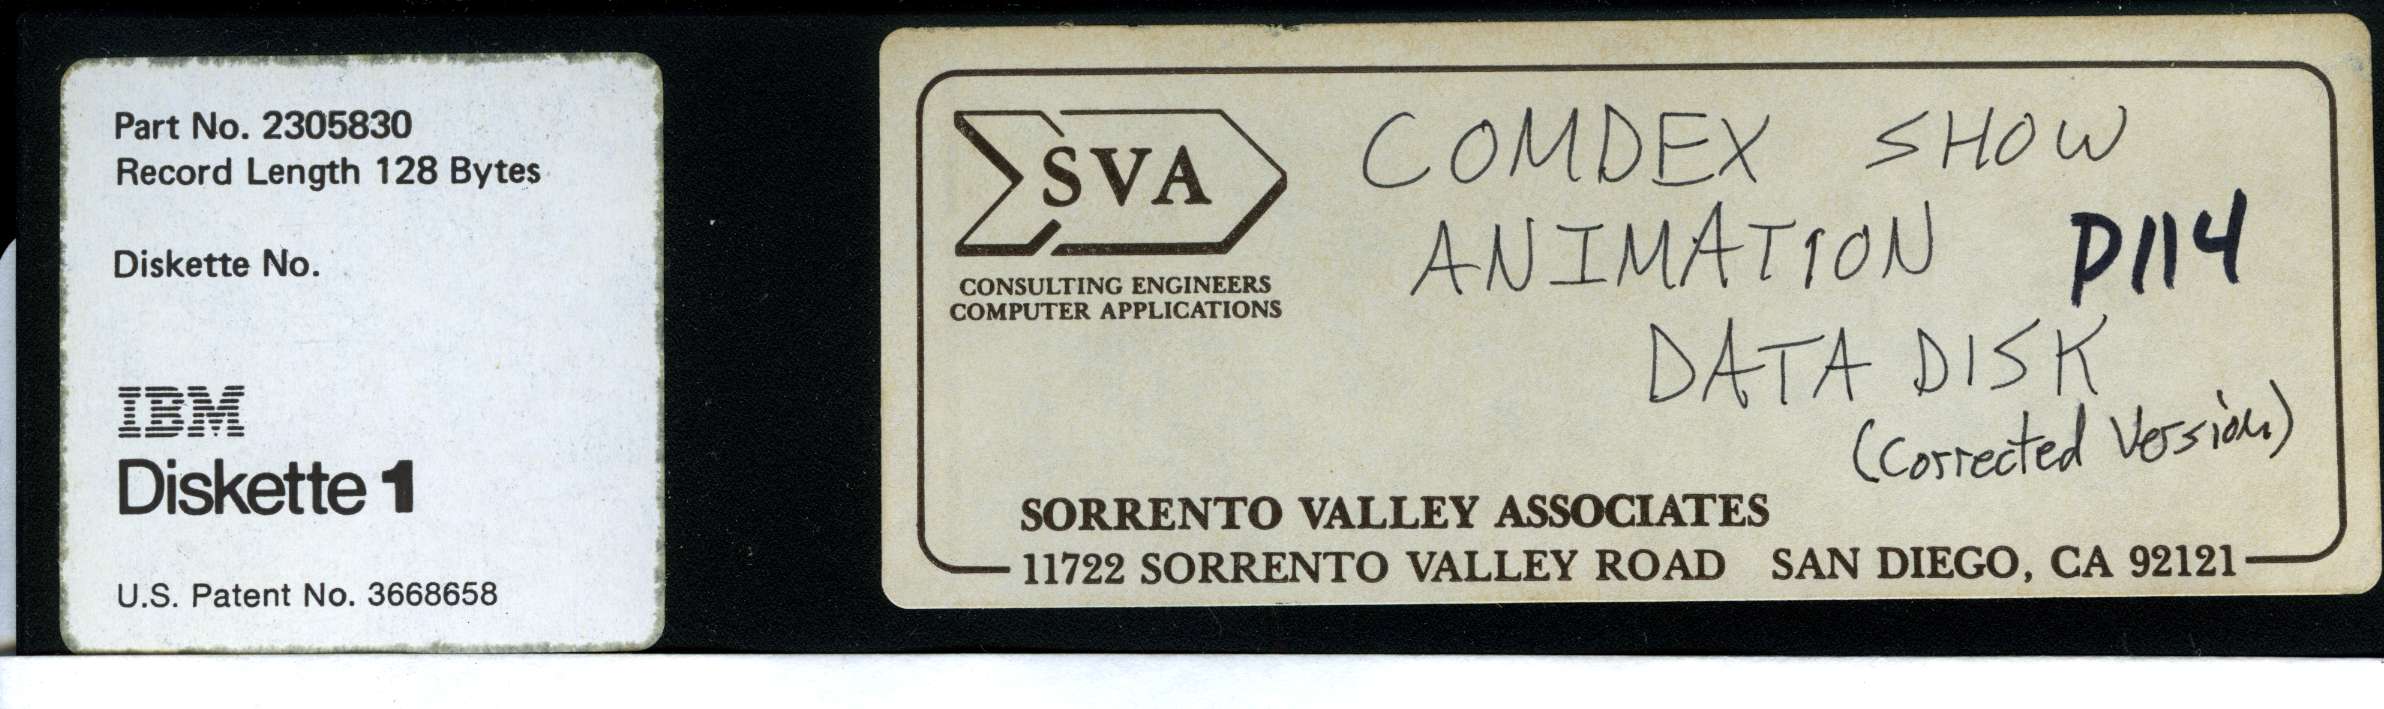 Part No. 2305830
Record Length 128 Bytes
Diskette No.
IBM
Diskette 1
U.S. Patent No. 3668658
SVA
CONSULTING ENGINEERS
COMPUTER APPLICATIONS
COMDEX SHOW
ANIMATION D114
DATA DISK
(Corrected Version)
SORRENTO VALLEY ASSOCIATES
11722 SORRENTO VALLEY ROAD SAN DIEGO, CA 92121